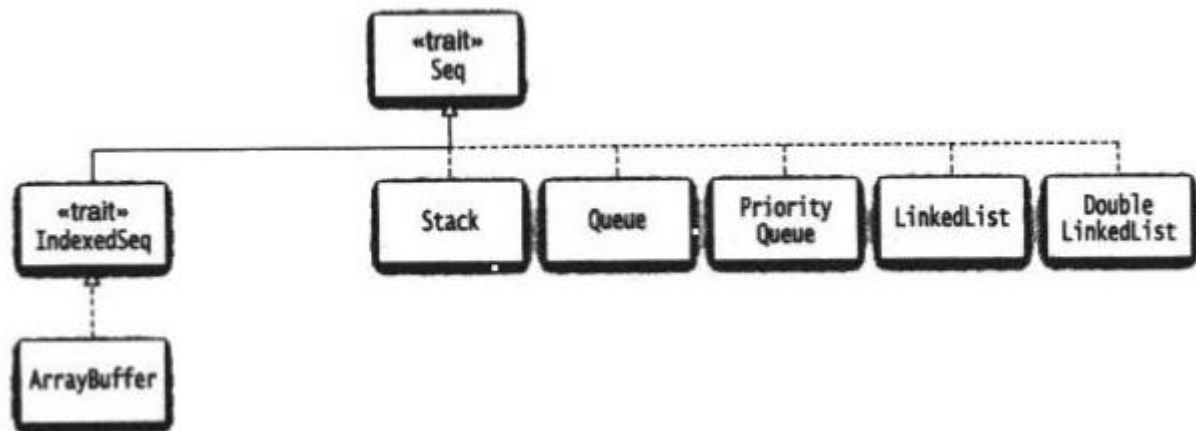 «trait»
Seq
«trait»
IndexedSeq
Stack
Queue
Priority
Queue
LinkedList
Double
LinkedList
ArrayBuffer